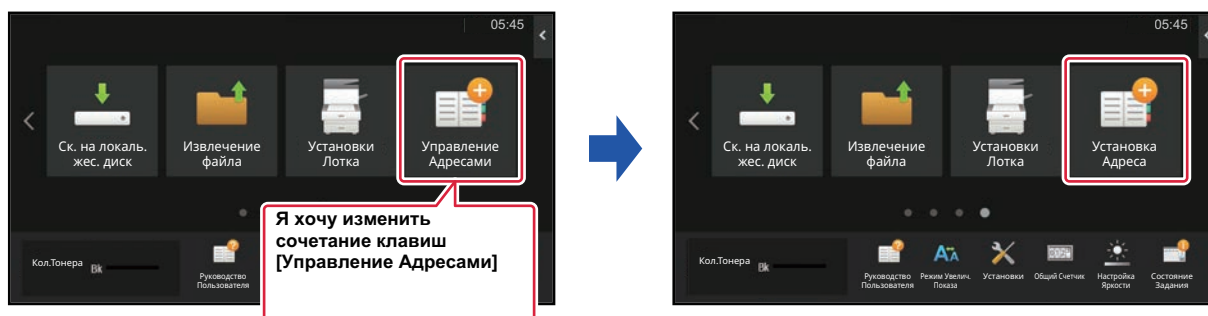 05:45
Ск. на локаль.
жес. диск
Извлечение
файла
Установки
Лотка
Управление
Адресами
Я хочу изменить
сочетание клавиш
[Управление Адресами]
Кол.Тонера
Bk
Руководство
Пользователя
05:45
Ск. на локаль.
жес. диск
Извлечение
файла
Установки
Лотка
Установка
Адреса
Кол.Тонера
Bk
Руководство
Пользователя
Режим Увелич.
Показа
Установки
Общий Счетчик
Настройка
Яркости
Состояние
Задания